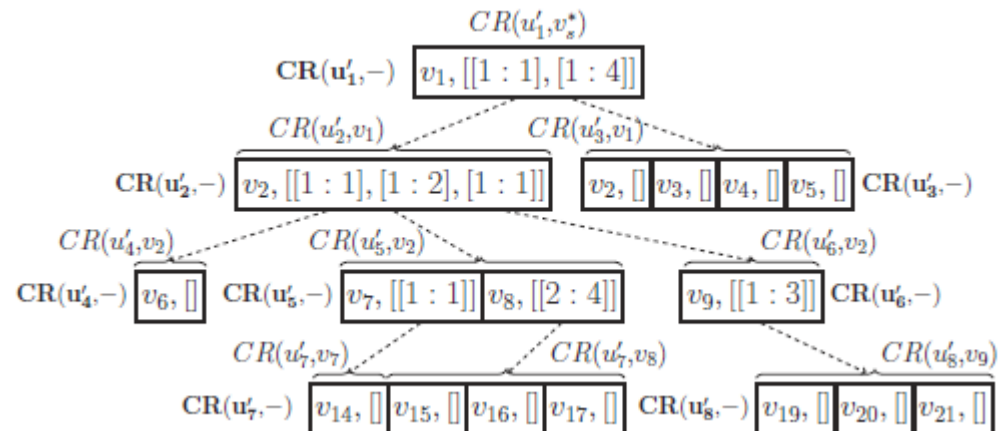 CR(u′₁,v*ₛ)
CR(u′₁,−) v₁, [[1 : 1], [1 : 4]]
CR(u′₂,v₁) CR(u′₃,v₁)
CR(u′₂,−) v₂, [[1 : 1], [1 : 2], [1 : 1]] v₂, [] v₃, [] v₄, [] v₅, [] CR(u′₃,−)
CR(u′₄,v₂) CR(u′₅,v₂) CR(u′₆,v₂)
CR(u′₄,−) v₆, [] CR(u′₅,−) v₇, [[1 : 1]] v₈, [[2 : 4]] v₉, [[1 : 3]] CR(u′₆,−)
CR(u′₇,v₇) CR(u′₇,v₈) CR(u′₈,v₉)
CR(u′₇,−) v₁₄, [] v₁₅, [] v₁₆, [] v₁₇, [] CR(u′₈,−) v₁₉, [] v₂₀, [] v₂₁, []